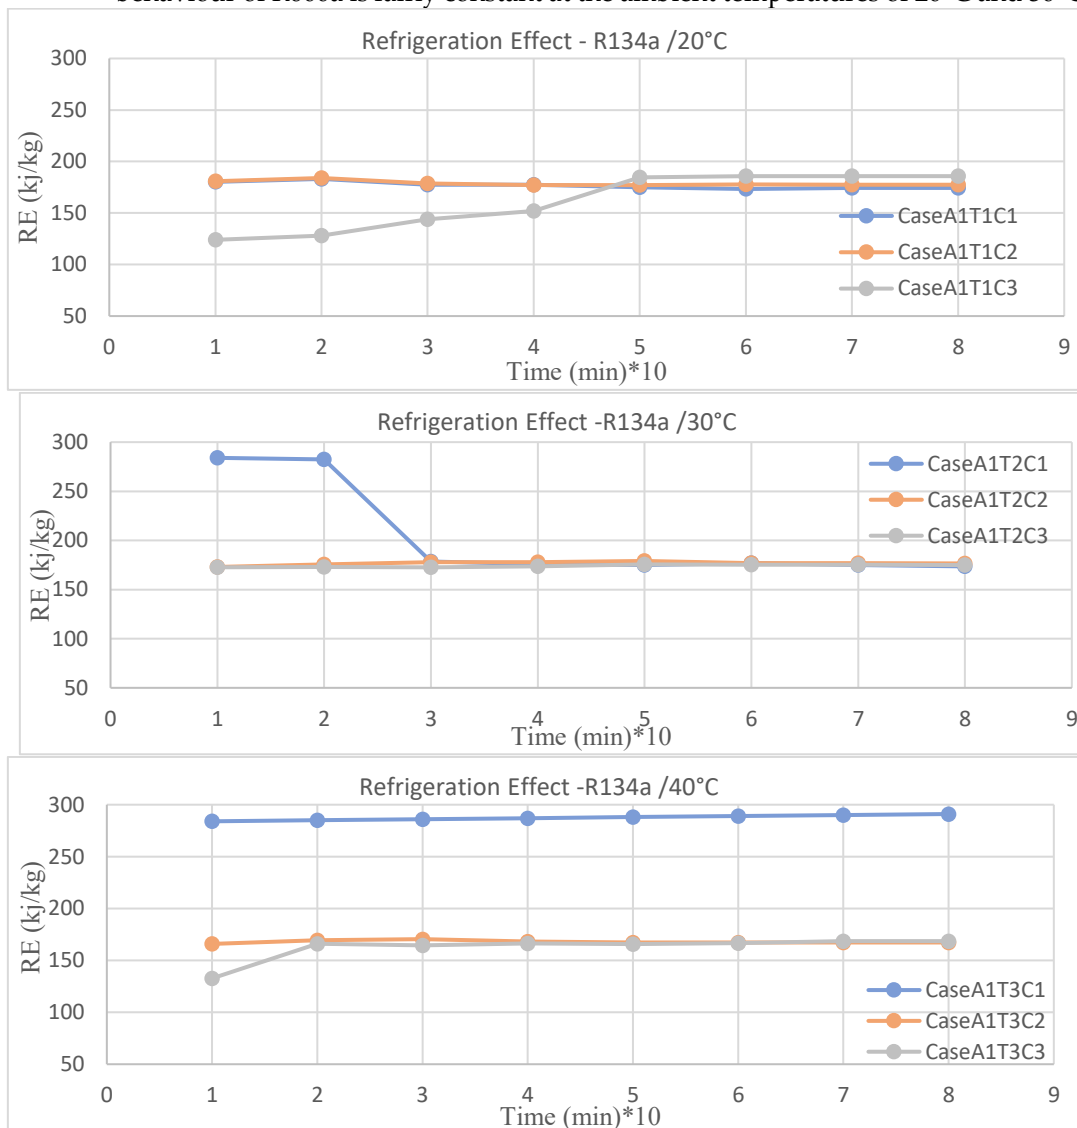 behaviour of R600a is fairly constant at the ambient temperatures of 20°C and 30°C
Refrigeration Effect - R134a /20°C
300
250
200
150
100
50
RE (kj/kg)
CaseA1T1C1
CaseA1T1C2
CaseA1T1C3
0 1 2 3 4 5 6 7 8 9
Time (min)*10
Refrigeration Effect -R134a /30°C
300
250
200
150
100
50
RE (kj/kg)
CaseA1T2C1
CaseA1T2C2
CaseA1T2C3
0 1 2 3 4 5 6 7 8 9
Time (min)*10
Refrigeration Effect -R134a /40°C
300
250
200
150
100
50
RE (kj/kg)
CaseA1T3C1
CaseA1T3C2
CaseA1T3C3
0 1 2 3 4 5 6 7 8 9
Time (min)*10